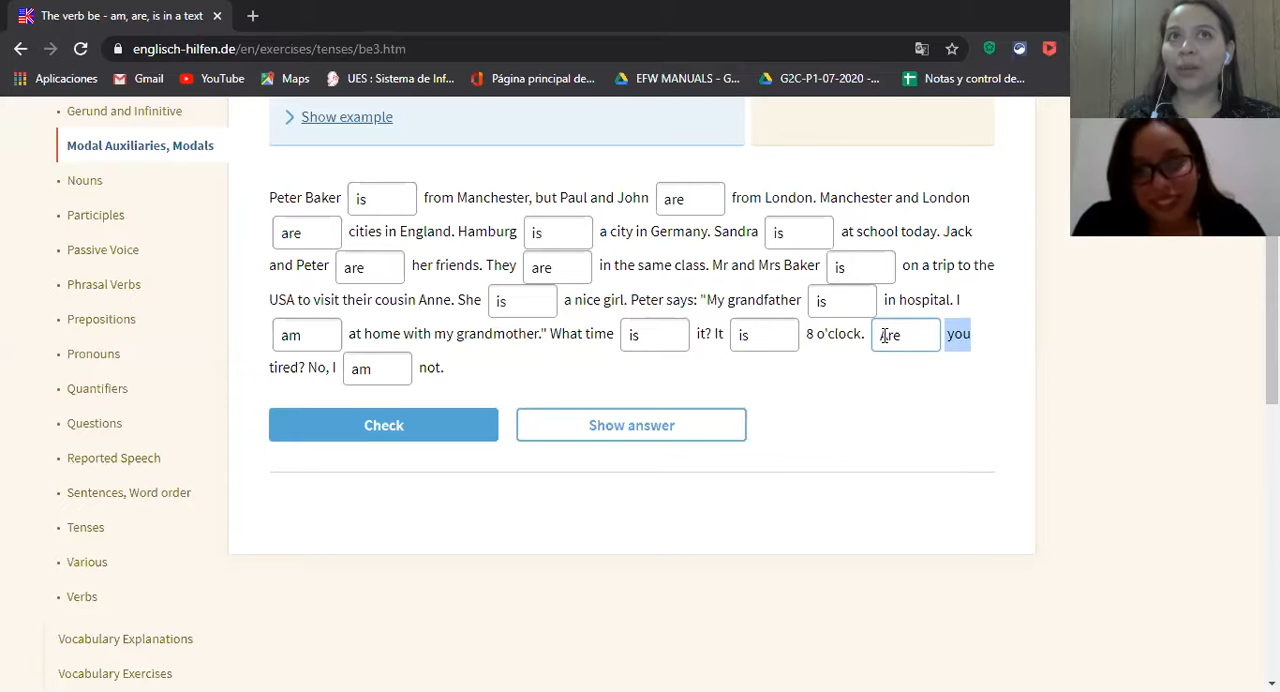 The verb be - am, are, is in a text
englisch-hilfen.de/en/exercises/tenses/be3.htm
Aplicaciones Gmail YouTube Maps UES : Sistema de Inf... Página principal de... EFW MANUALS - G... G2C-P1-07-2020 -... Notas y control de...
Gerund and Infinitive
Modal Auxiliaries, Modals
Nouns
Participles
Passive Voice
Phrasal Verbs
Prepositions
Pronouns
Quantifiers
Questions
Reported Speech
Sentences, Word order
Tenses
Various
Verbs
Vocabulary Explanations
Vocabulary Exercises
Show example
Peter Baker is from Manchester, but Paul and John are from London. Manchester and London
are cities in England. Hamburg is a city in Germany. Sandra is at school today. Jack
and Peter are her friends. They are in the same class. Mr and Mrs Baker is on a trip to the
USA to visit their cousin Anne. She is a nice girl. Peter says: "My grandfather is in hospital. I
am at home with my grandmother." What time is it? It is 8 o'clock. Are you
tired? No, I am not.
Check Show answer